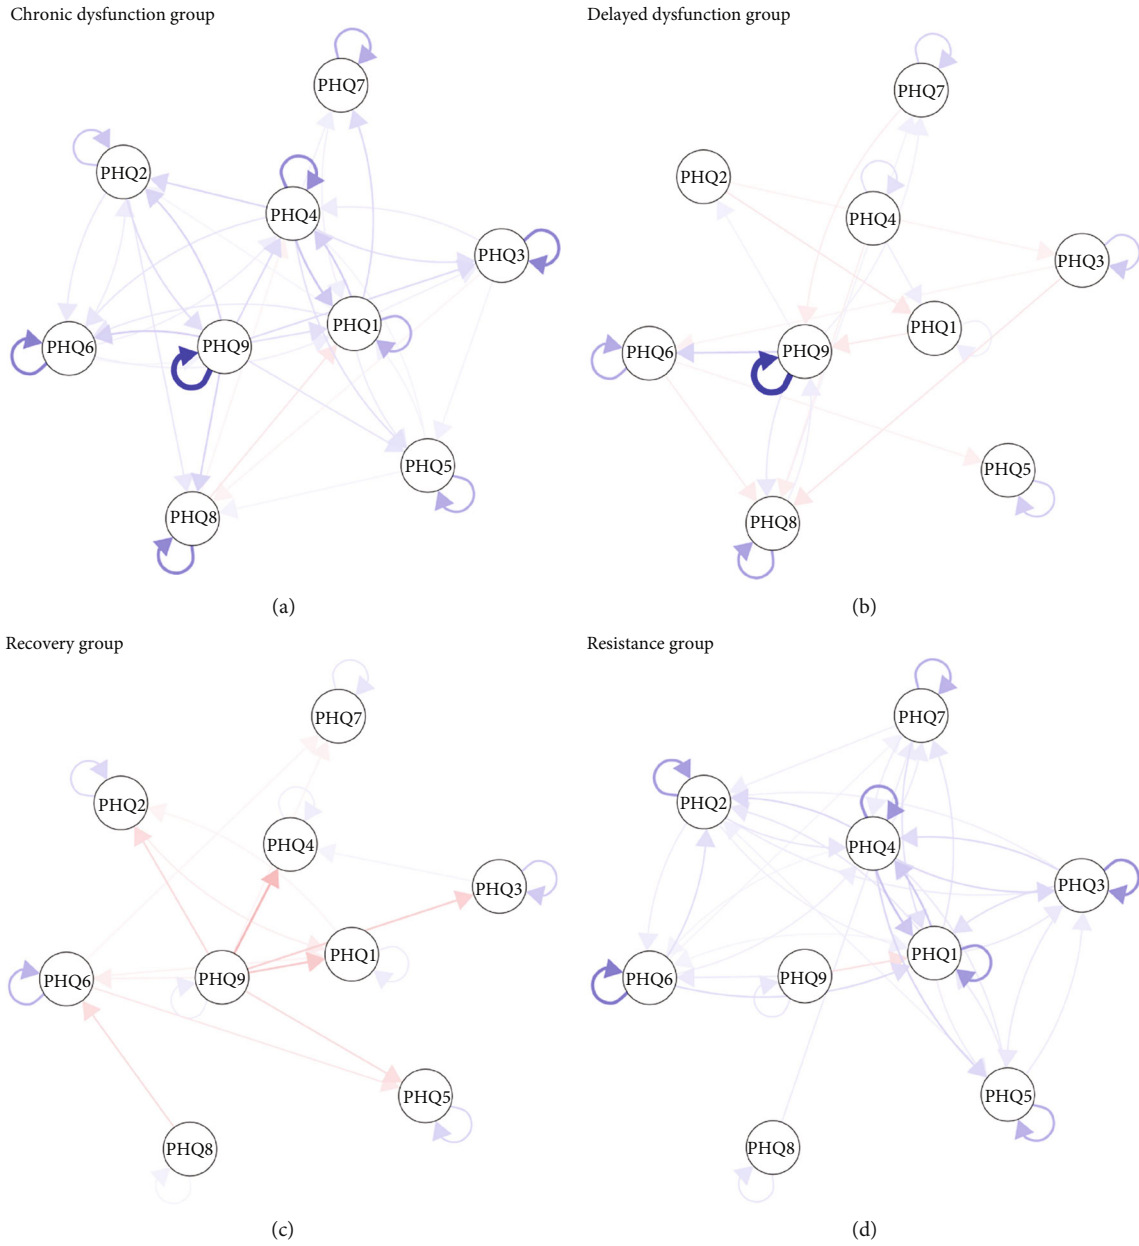 Chronic dysfunction group
PHQ7
PHQ2
PHQ4
PHQ3
PHQ1
PHQ6
PHQ9
PHQ5
PHQ8
(a)
Delayed dysfunction group
PHQ7
PHQ2
PHQ4
PHQ3
PHQ1
PHQ6
PHQ9
PHQ5
PHQ8
(b)
Recovery group
PHQ7
PHQ2
PHQ4
PHQ3
PHQ1
PHQ6
PHQ9
PHQ5
PHQ8
(c)
Resistance group
PHQ7
PHQ2
PHQ4
PHQ3
PHQ1
PHQ6
PHQ9
PHQ5
PHQ8
(d)